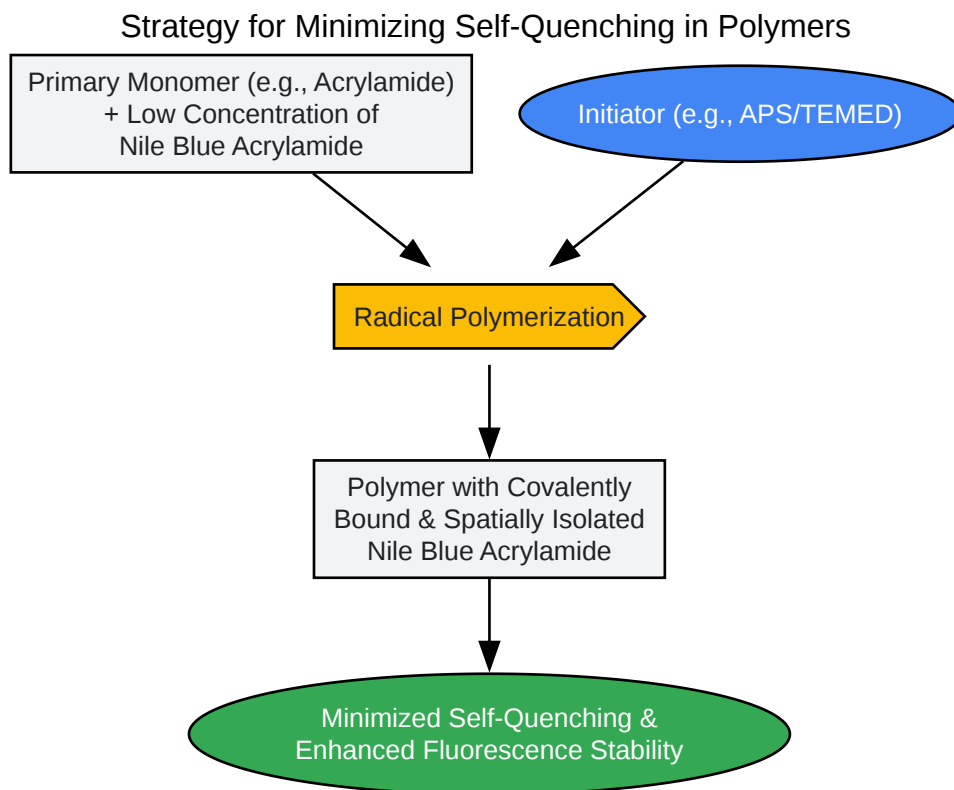 Strategy for Minimizing Self-Quenching in Polymers
Primary Monomer (e.g., Acrylamide)
+ Low Concentration of
Nile Blue Acrylamide
Initiator (e.g., APS/TEMED)
Radical Polymerization
Polymer with Covalently
Bound & Spatially Isolated
Nile Blue Acrylamide
Minimized Self-Quenching &
Enhanced Fluorescence Stability